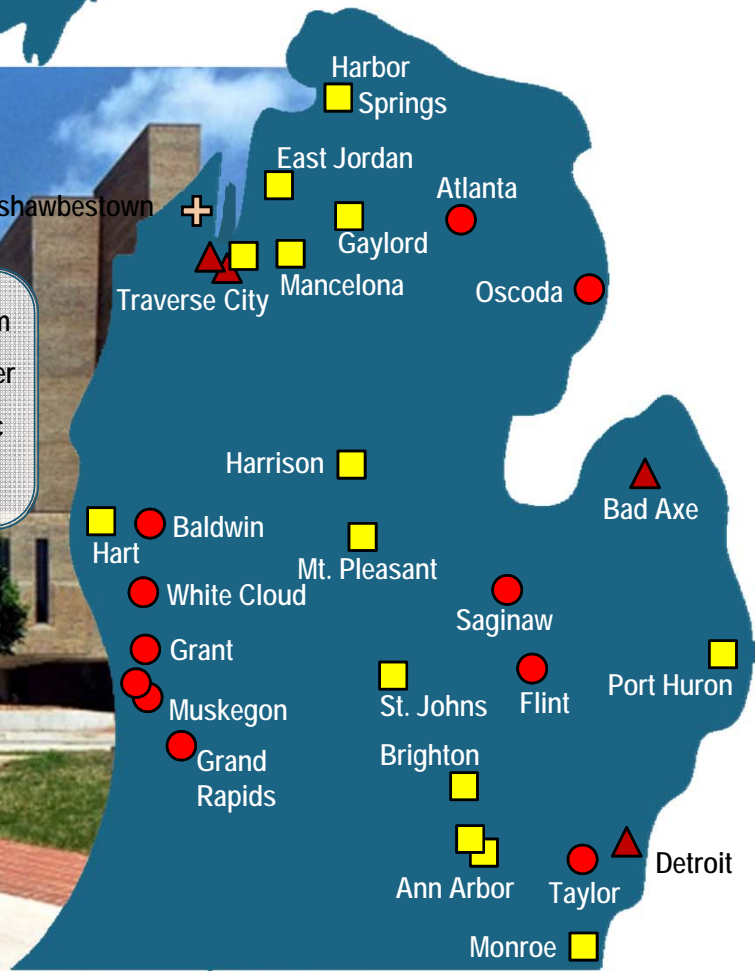 Harbor
Springs
East Jordan
Atlanta
shawbestown
Gaylord
Mancelona
Oscoda
Traverse City
Harrison
Bad Axe
Baldwin
Hart
Mt. Pleasant
White Cloud
Saginaw
Grant
Port Huron
St. Johns
Flint
Muskegon
Brighton
Grand
Rapids
Detroit
Ann Arbor
Taylor
Monroe